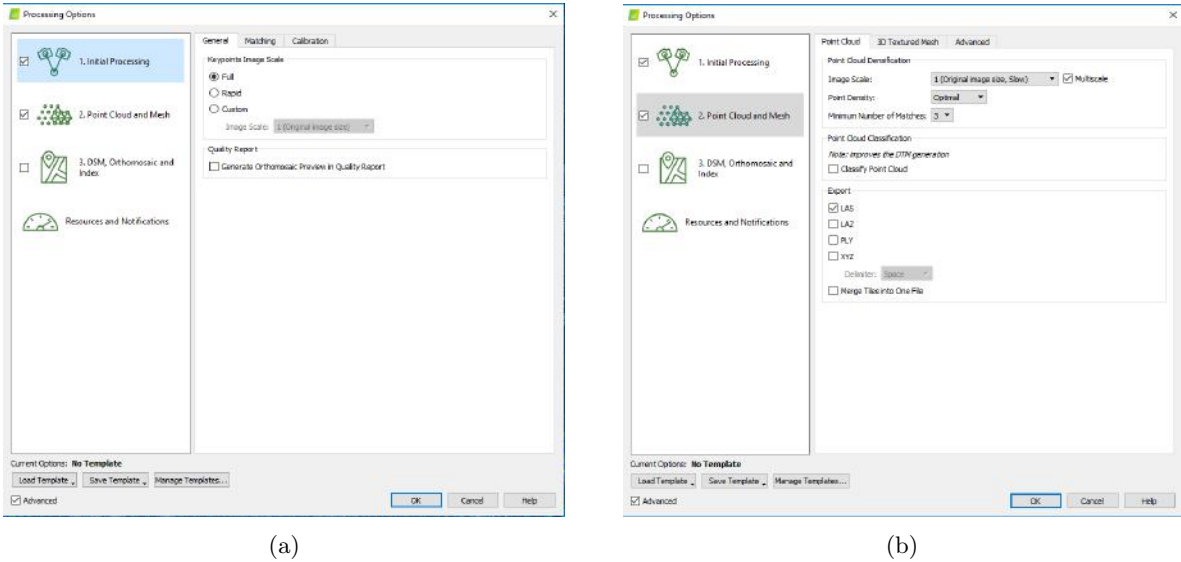 Processing Options
1. Initial Processing
2. Point Cloud and Mesh
3. DSM, Orthomosaic and
Index
Resources and Notifications
General Matching Calibration
Keypoints Image Scale
Full
Rapid
Custom
Image Scale: 1 (Original image size)
Quality Report
Generate Orthomosaic Preview in Quality Report
Current Options: No Template
Load Template Save Template Manage Templates...
Advanced
OK Cancel Help
(a)
Processing Options
1. Initial Processing
2. Point Cloud and Mesh
3. DSM, Orthomosaic and
Index
Resources and Notifications
Point Cloud 3D Textured Mesh Advanced
Point Cloud Densification
Image Scale: 1 (Original image size, Slow) Multiscale
Point Density: Optimal
Minimum Number of Matches: 3
Point Cloud Classification
Note: improves the DTM generation
Classify Point Cloud
Export
LAS
LAZ
PLY
XYZ
Delimiter: Space
Merge Tiles into One File
Current Options: No Template
Load Template Save Template Manage Templates...
Advanced
OK Cancel Help
(b)